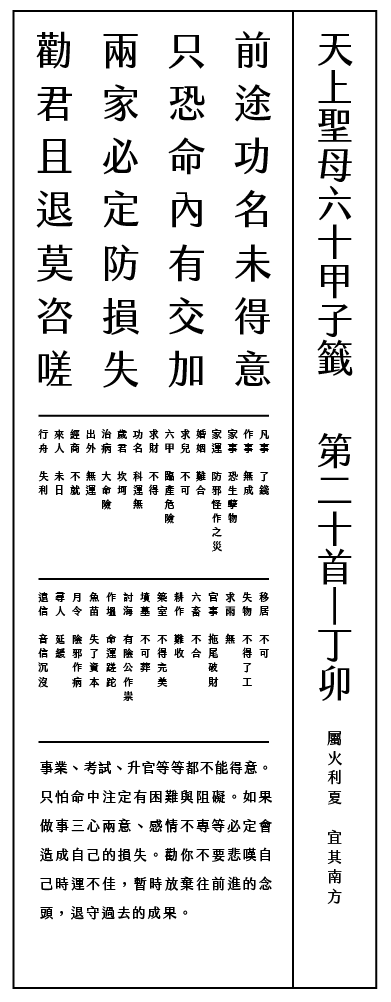 天上聖母六十甲子籤　第二十首—丁卯
屬火利夏　宜其南方
前途功名未得意
只恐命內有交加
兩家必定防損失
勸君且退莫咨嗟
凡事　了錢
作事　無成
家事　恐生孽物
家運　防邪怪作之災
婚姻　難合
求兒　不可
六甲　臨產危險
求財　不得
功名　科運無
歲君　坎坷
治病　大命險
出外　無運
經商　不就
來人　未日
行舟　失利
移居　不可
失物　不得了工
求雨　無
官事　拖尾破財
六畜　不合
耕作　難收
築室　不得完美
墳墓　不可葬
討海　有險公作祟
作塭　命運蹉跎
魚苗　失了資本
月令　險邪作病
尋人　延緩
遠信　音信沉沒
事業、考試、升官等等都不能得意。
只怕命中注定有困難與阻礙。如果
做事三心兩意、感情不專等必定會
造成自己的損失。勸你不要悲嘆自
己時運不佳，暫時放棄往前進的念
頭，退守過去的成果。